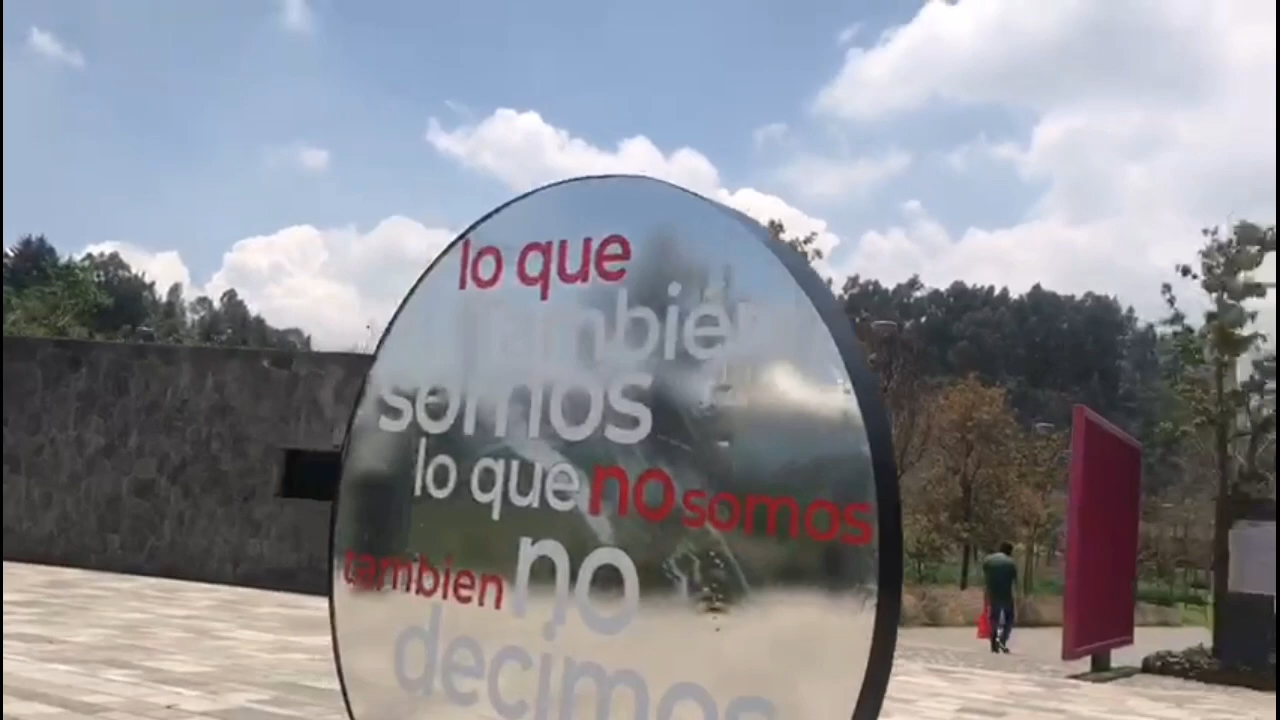 lo que
también
somos
lo que no somos
tambien no
decimos